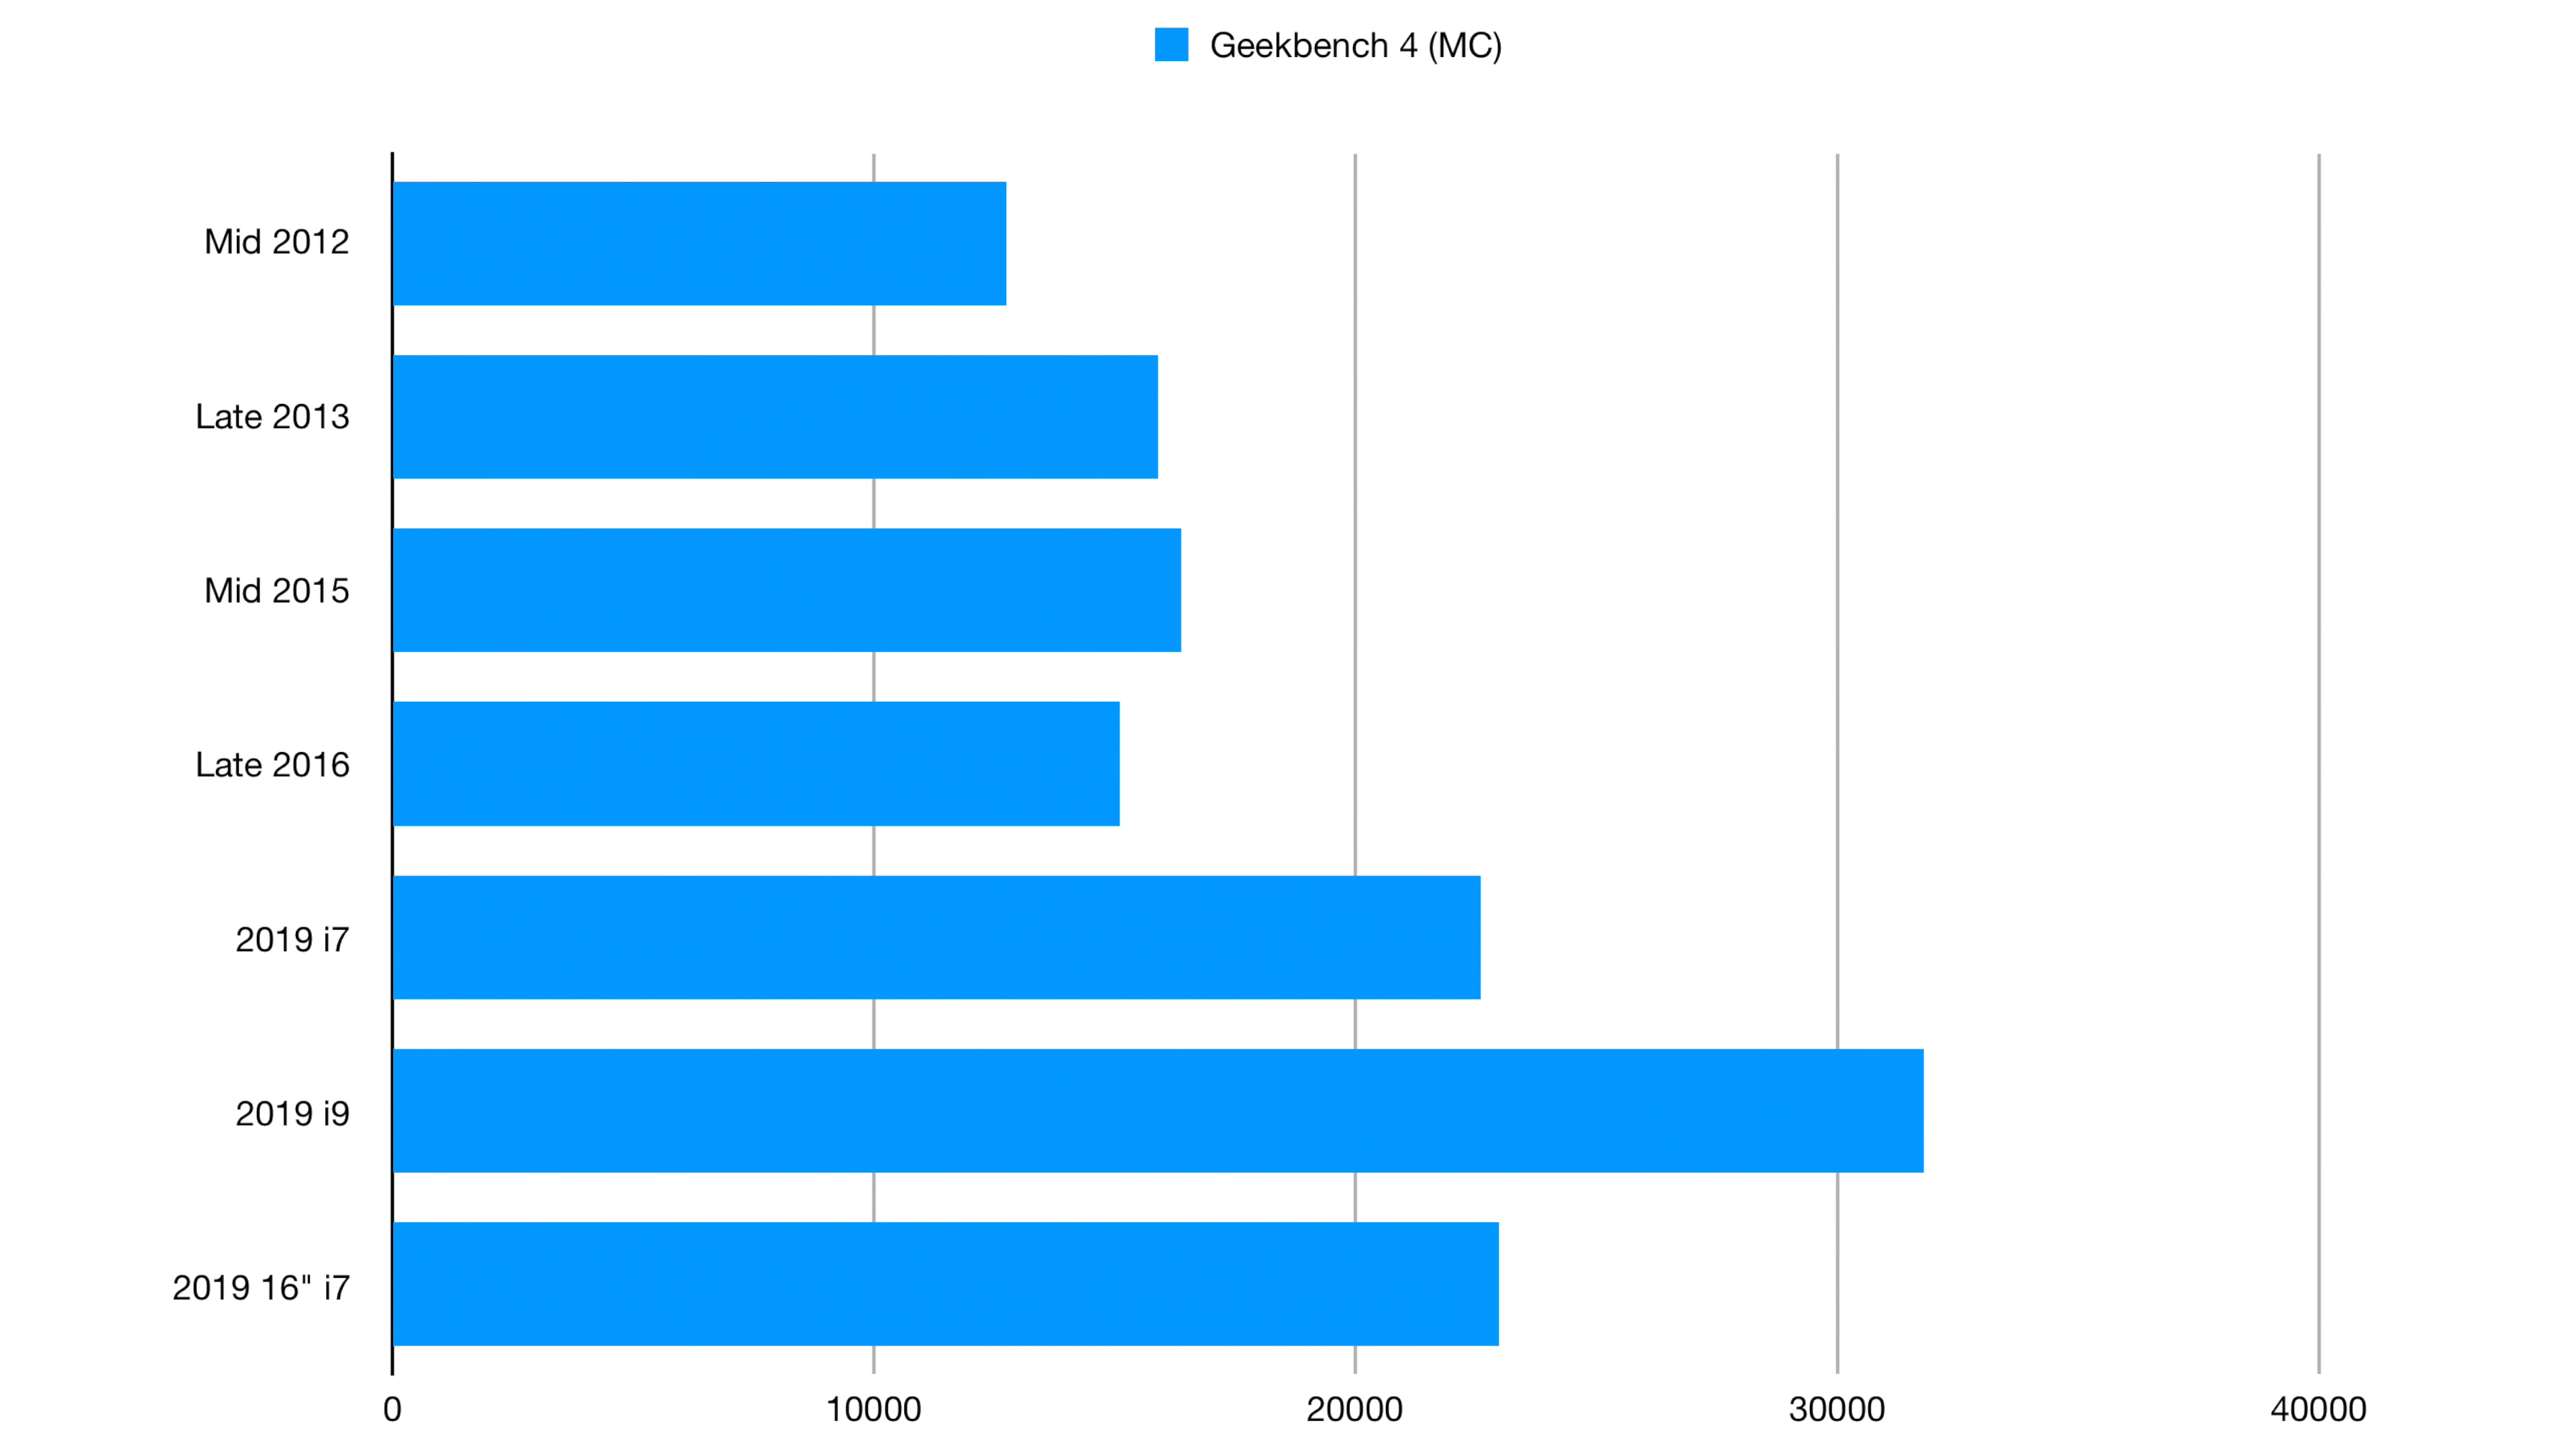 Geekbench 4 (MC)
Mid 2012
Late 2013
Mid 2015
Late 2016
2019 i7
2019 i9
2019 16" i7
0 10000 20000 30000 40000